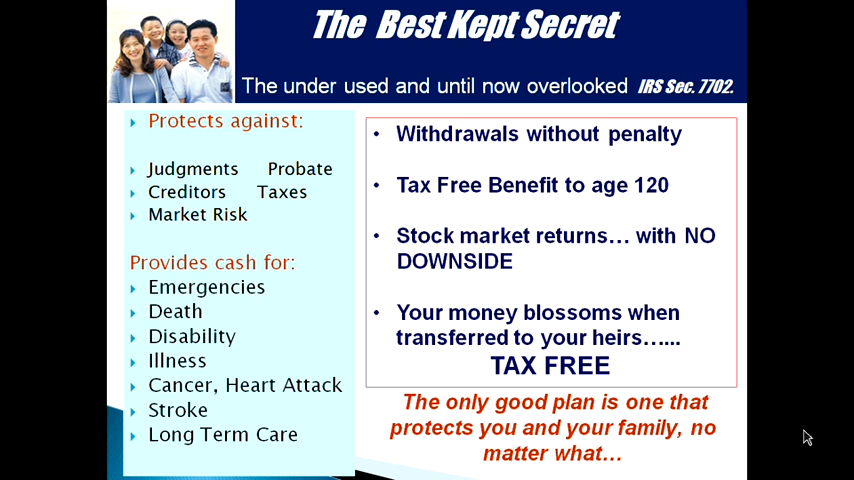 The Best Kept Secret
The under used and until now overlooked IRS Sec. 7702.
Protects against:
Judgments Probate
Creditors Taxes
Market Risk
Provides cash for:
Emergencies
Death
Disability
Illness
Cancer, Heart Attack
Stroke
Long Term Care
• Withdrawals without penalty
• Tax Free Benefit to age 120
• Stock market returns… with NO
DOWNSIDE
• Your money blossoms when
transferred to your heirs…...
TAX FREE
The only good plan is one that
protects you and your family, no
matter what…